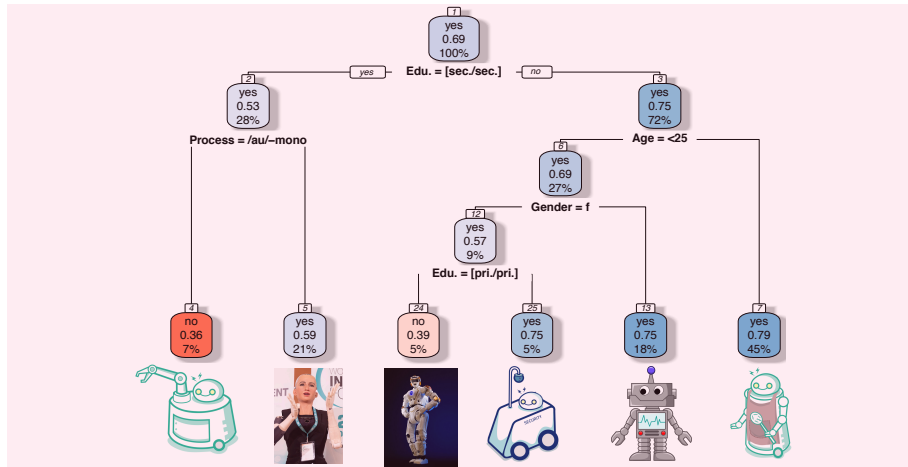 1
yes
0.69
100%
yes Edu. = [sec./sec.] no
2
yes
0.53
28%
3
yes
0.75
72%
Process = /au/−mono
Age = <25
6
yes
0.69
27%
Gender = f
12
yes
0.57
9%
Edu. = [pri./pri.]
4
no
0.36
7%
5
yes
0.59
21%
24
no
0.39
5%
25
yes
0.75
5%
13
yes
0.75
18%
7
yes
0.79
45%
SECURITY